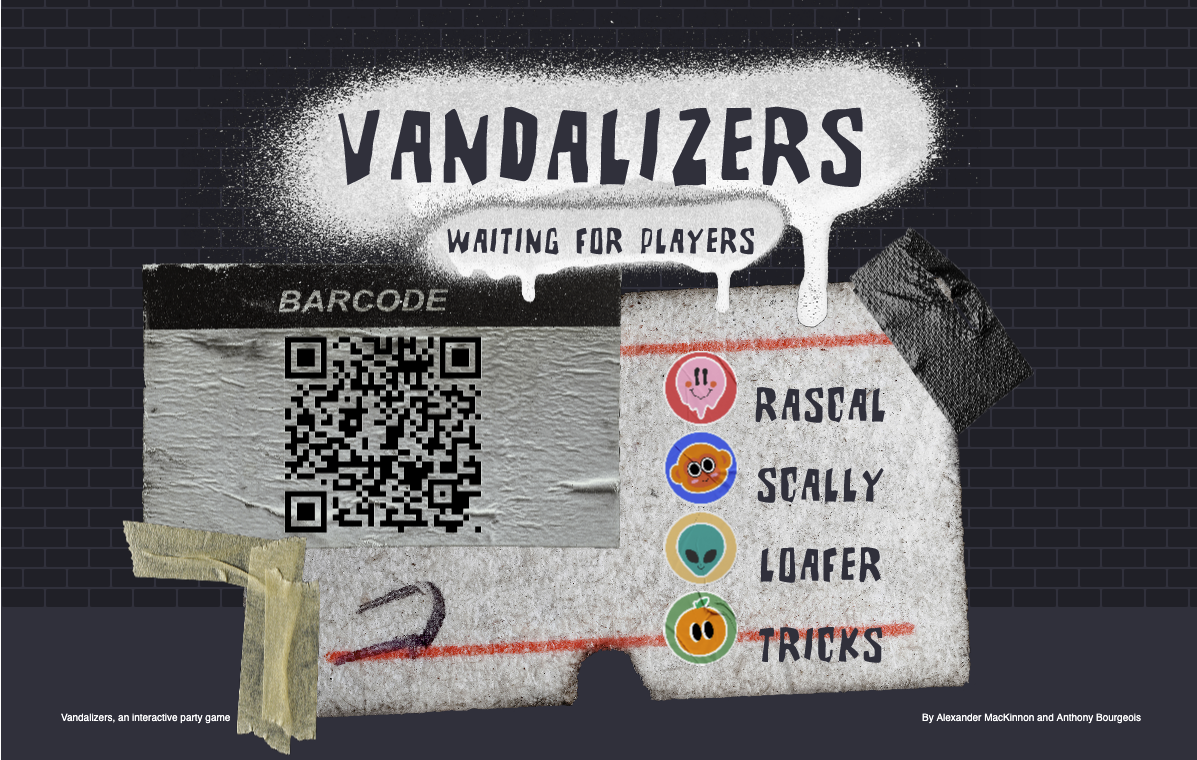 VANDALIZERS
WAITING FOR PLAYERS
BARCODE
RASCAL
SCALLY
LOAFER
TRICKS
Vandalizers, an interactive party game
By Alexander MacKinnon and Anthony Bourgeois